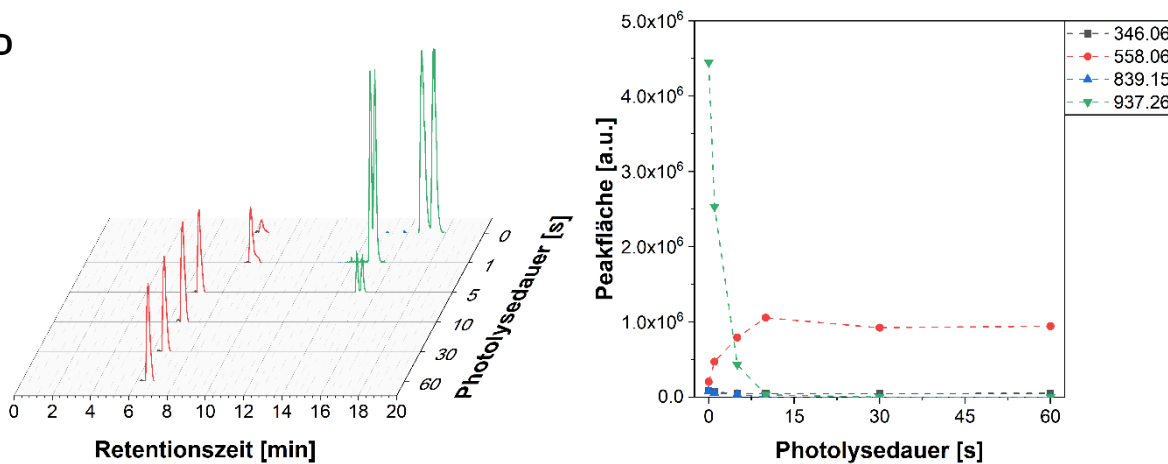 D
0
1
5
10
30
60
Photolysedauer [s]
0 2 4 6 8 10 12 14 16 18 20
Retentionszeit [min]
5.0x10⁶
4.0x10⁶
3.0x10⁶
2.0x10⁶
1.0x10⁶
0.0
Peakfläche [a.u.]
346.06
558.06
839.15
937.26
0 15 30 45 60
Photolysedauer [s]